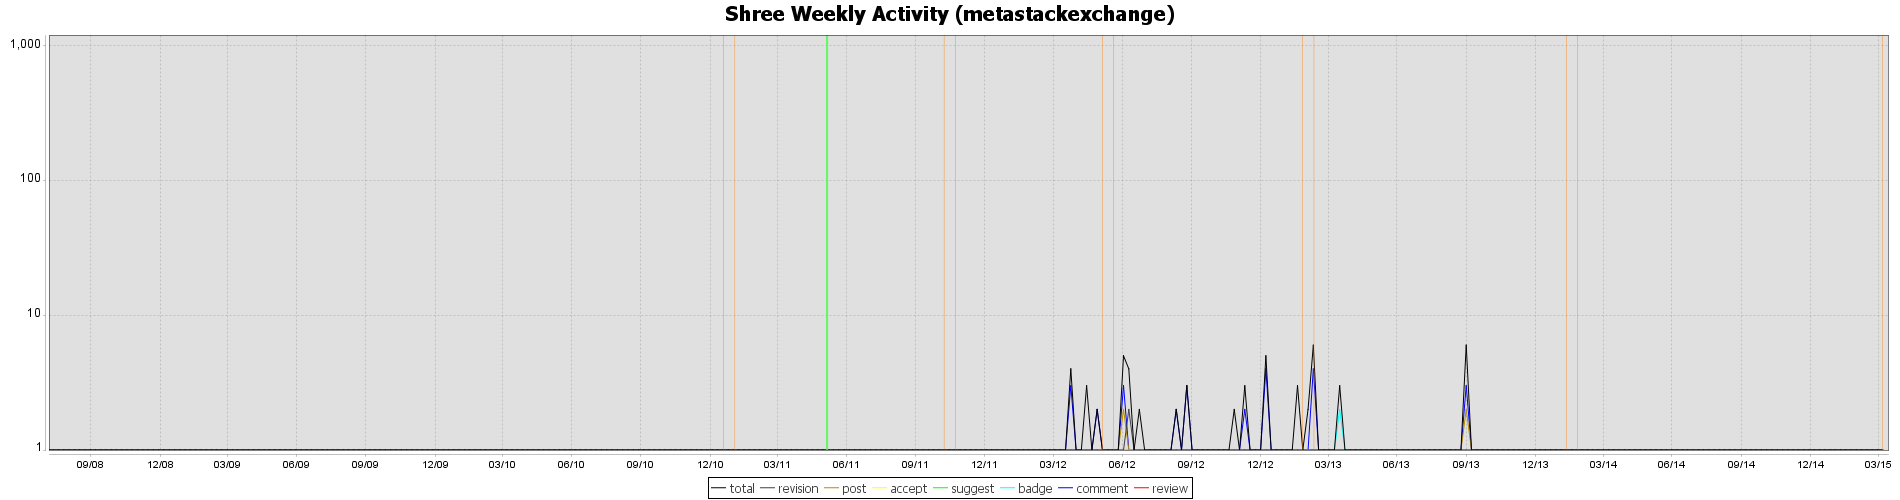 Shree Weekly Activity (metastackexchange)
1,000
100
10
1
09/08 12/08 03/09 06/09 09/09 12/09 03/10 06/10 09/10 12/10 03/11 06/11 09/11 12/11 03/12 06/12 09/12 12/12 03/13 06/13 09/13 12/13 03/14 06/14 09/14 12/14 03/15
total revision post accept suggest badge comment review